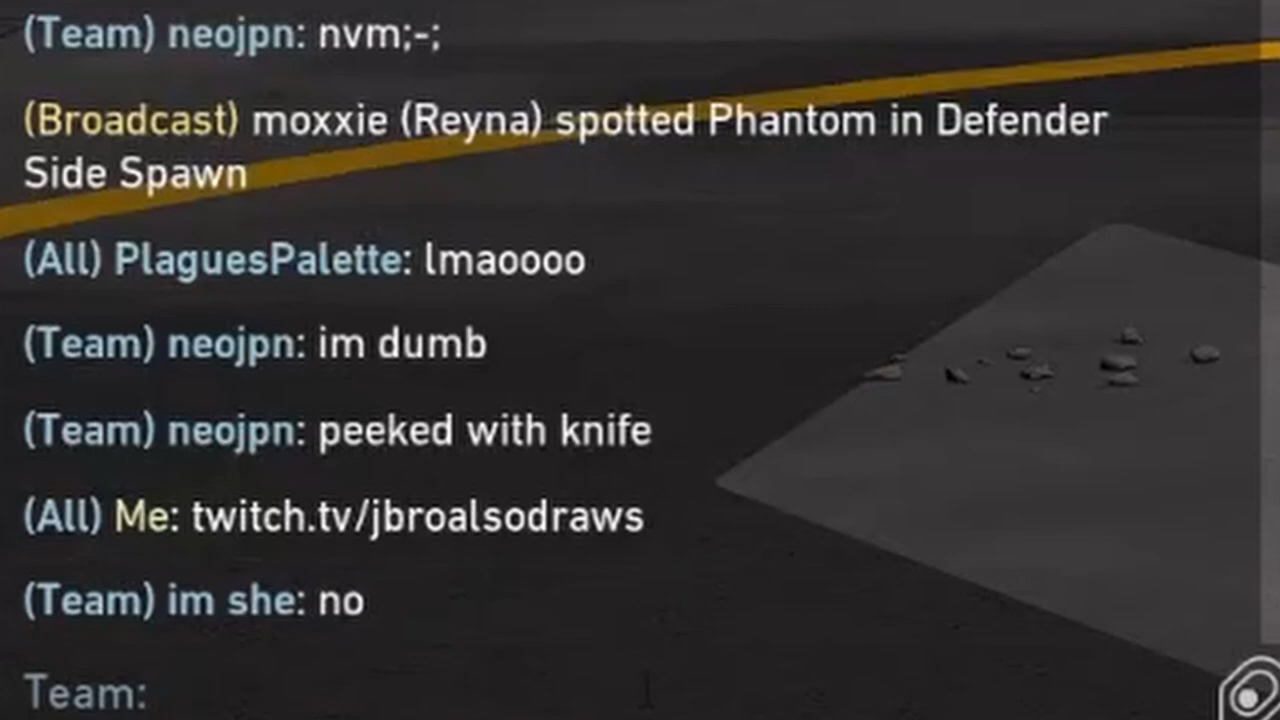 (Team) neojpn: nvm;-;
(Broadcast) moxxie (Reyna) spotted Phantom in Defender
Side Spawn
(All) PlaguesPalette: lmaoooo
(Team) neojpn: im dumb
(Team) neojpn: peeked with knife
(All) Me: twitch.tv/jbroalsodraws
(Team) im she: no
Team: